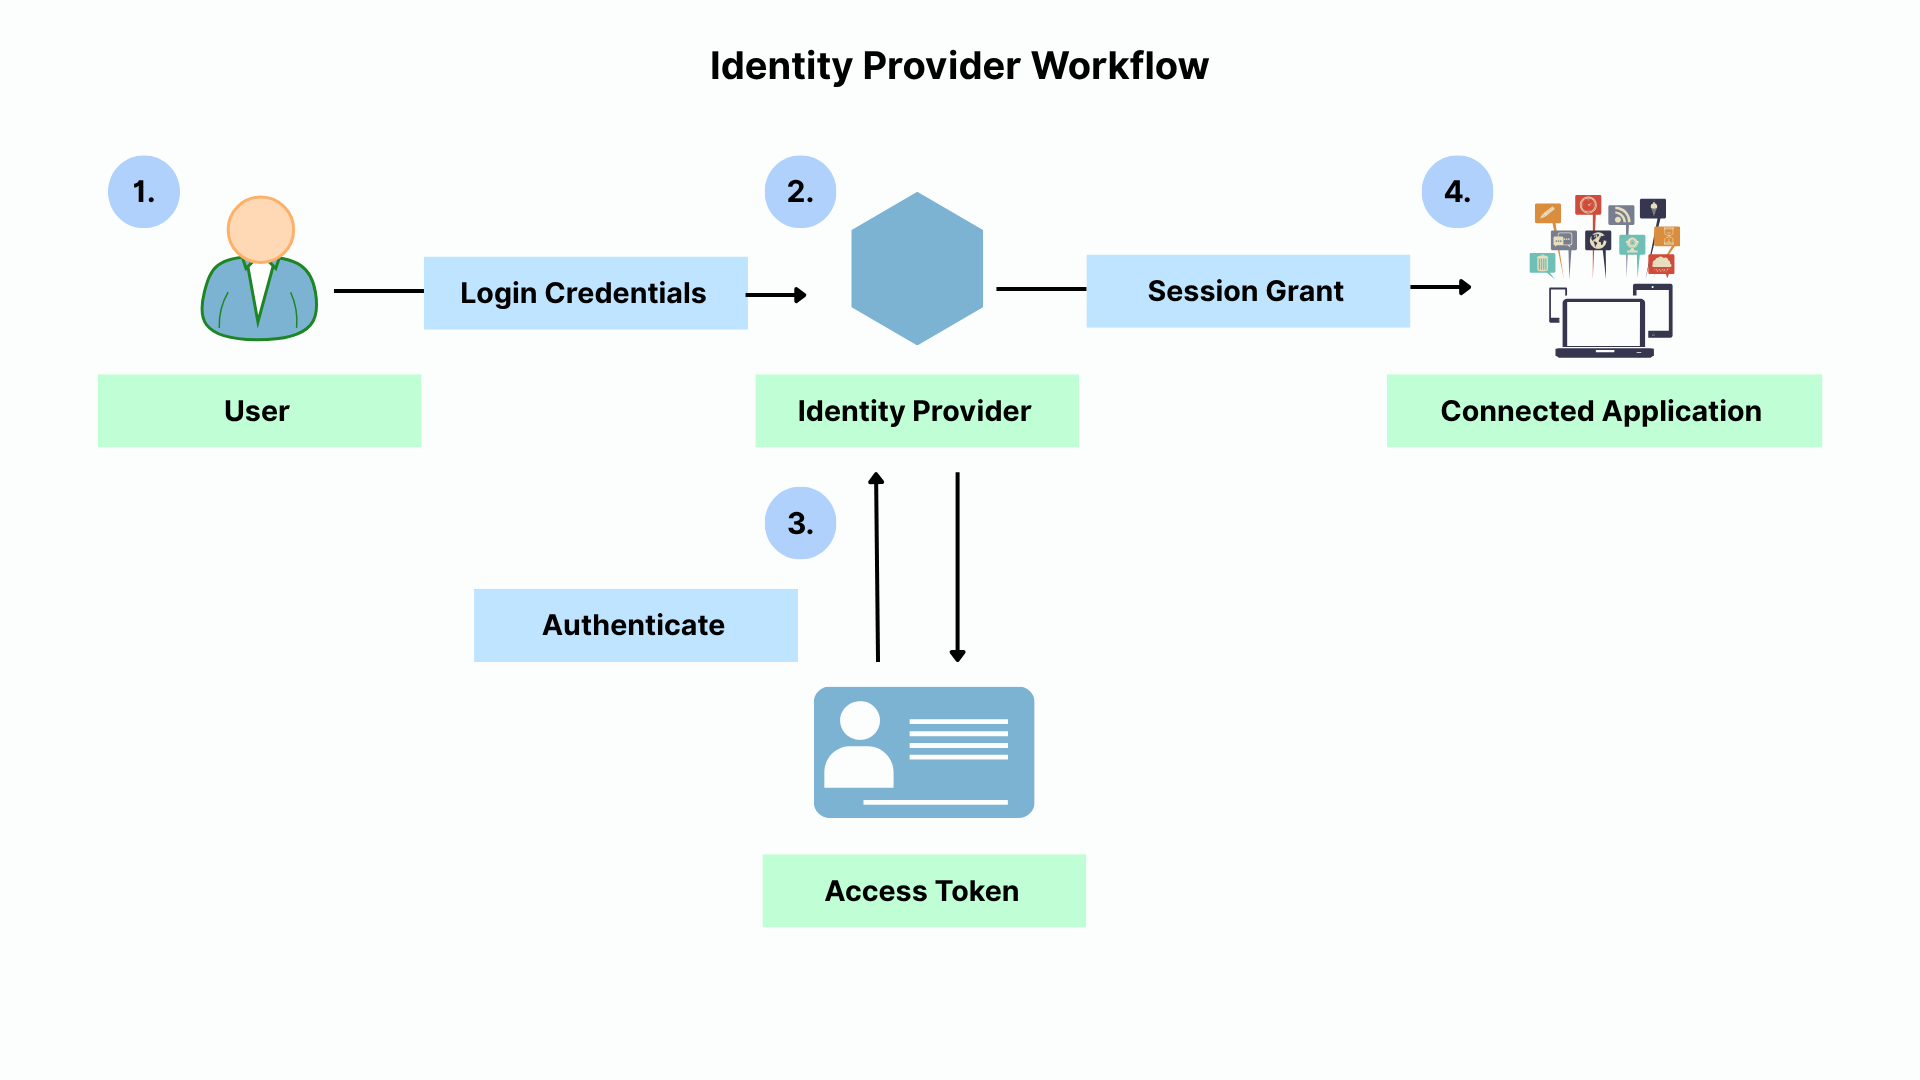 Identity Provider Workflow
1.
2.
4.
Login Credentials
Session Grant
User
Identity Provider
Connected Application
3.
Authenticate
Access Token